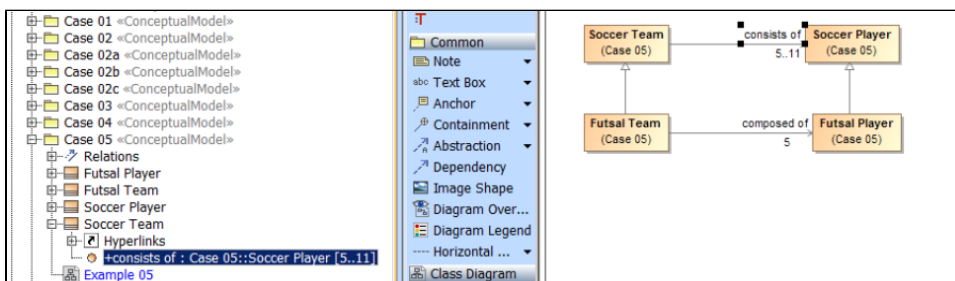 Case 01 «ConceptualModel»
Case 02 «ConceptualModel»
Case 02a «ConceptualModel»
Case 02b «ConceptualModel»
Case 02c «ConceptualModel»
Case 03 «ConceptualModel»
Case 04 «ConceptualModel»
Case 05 «ConceptualModel»
Relations
Futsal Player
Futsal Team
Soccer Player
Soccer Team
Hyperlinks
+consists of : Case 05::Soccer Player [5..11]
Example 05
Common
Note
abc Text Box
Anchor
Containment
Abstraction
Dependency
Image Shape
Diagram Over...
Diagram Legend
Horizontal ...
Class Diagram
Soccer Team
(Case 05)
consists of
5..11
Soccer Player
(Case 05)
Futsal Team
(Case 05)
composed of
5
Futsal Player
(Case 05)